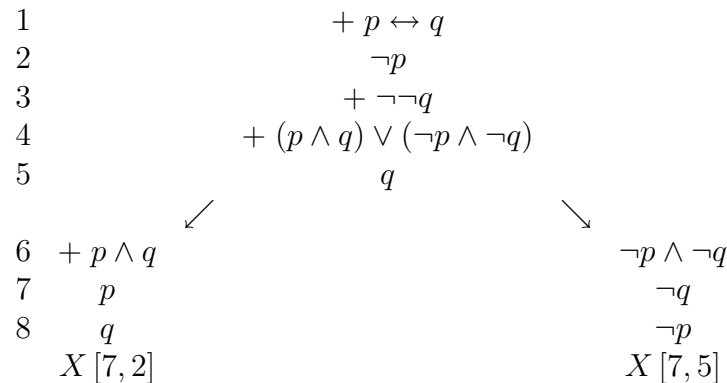 1 + p ↔ q
2 ¬p
3 + ¬¬q
4 + (p ∧ q) ∨ (¬p ∧ ¬q)
5 q
↙ ↘
6 + p ∧ q ¬p ∧ ¬q
7 p ¬q
8 q ¬p
X [7, 2] X [7, 5]